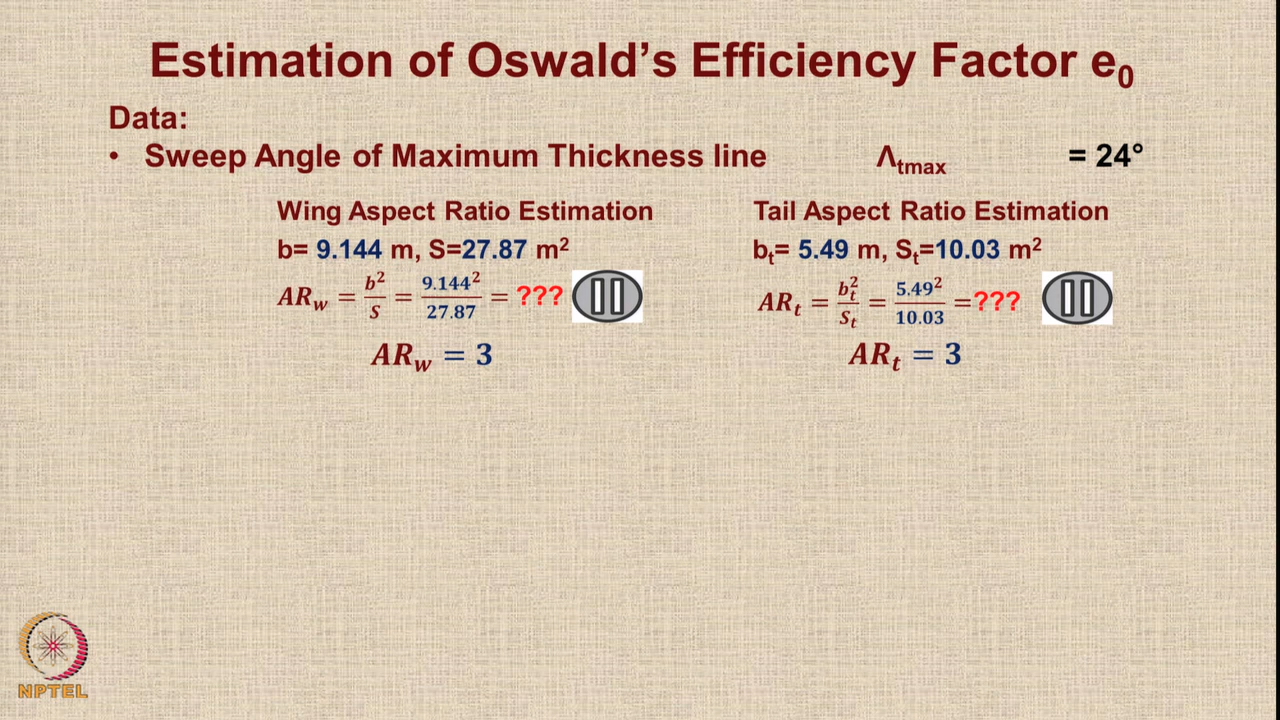 Estimation of Oswald’s Efficiency Factor e₀
Data:
• Sweep Angle of Maximum Thickness line Λtmax = 24°
Wing Aspect Ratio Estimation
b= 9.144 m, S=27.87 m²
ARw = b²/S = 9.144²/27.87 = ???
ARw = 3
Tail Aspect Ratio Estimation
bt= 5.49 m, St=10.03 m²
ARt = bt²/St = 5.49²/10.03 =???
ARt = 3
NPTEL